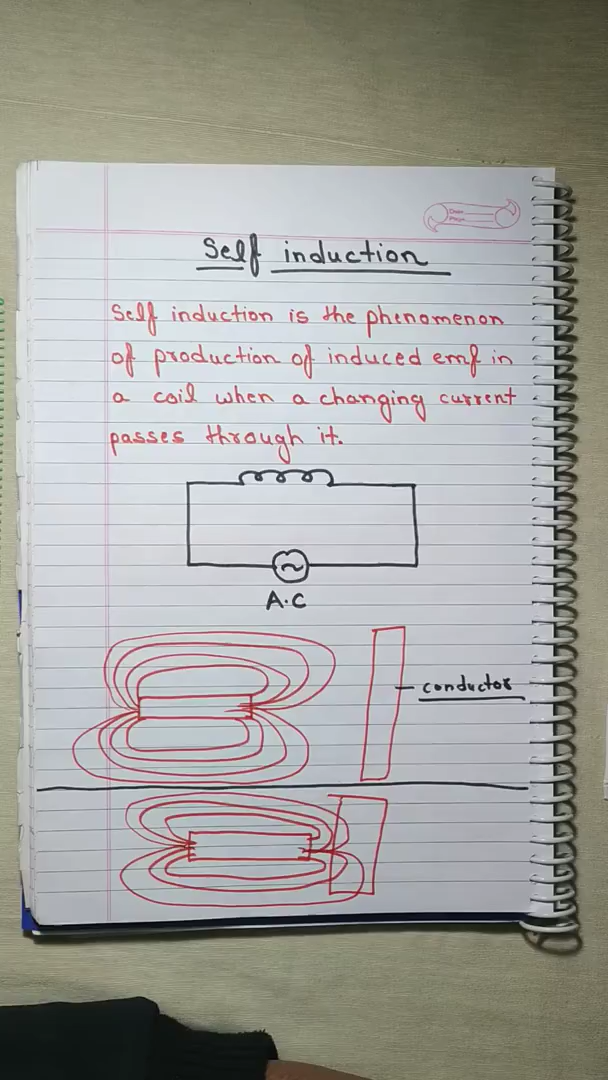 Self induction
Self induction is the phenomenon
of production of induced emf in
a coil when a changing current
passes through it.
A.C
conductor